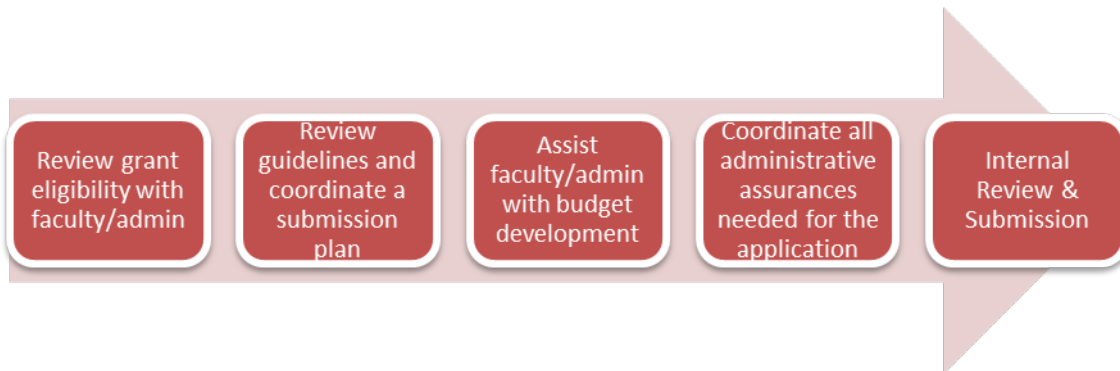 Review grant
eligibility with
faculty/admin
Review
guidelines and
coordinate a
submission
plan
Assist
faculty/admin
with budget
development
Coordinate all
administrative
assurances
needed for the
application
Internal
Review &
Submission